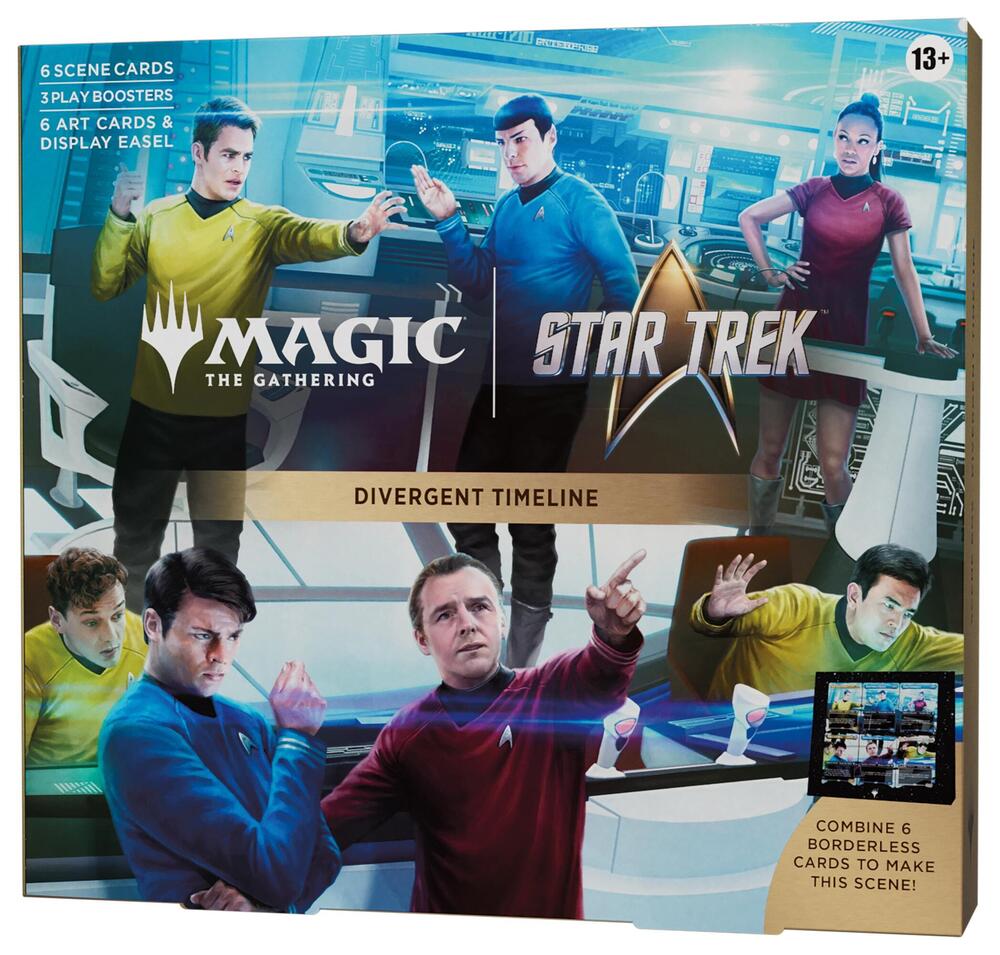 6 SCENE CARDS
3 PLAY BOOSTERS
6 ART CARDS &
DISPLAY EASEL
13+
MAGIC
THE GATHERING
STAR TREK™
DIVERGENT TIMELINE
COMBINE 6
BORDERLESS
CARDS TO MAKE
THIS SCENE!